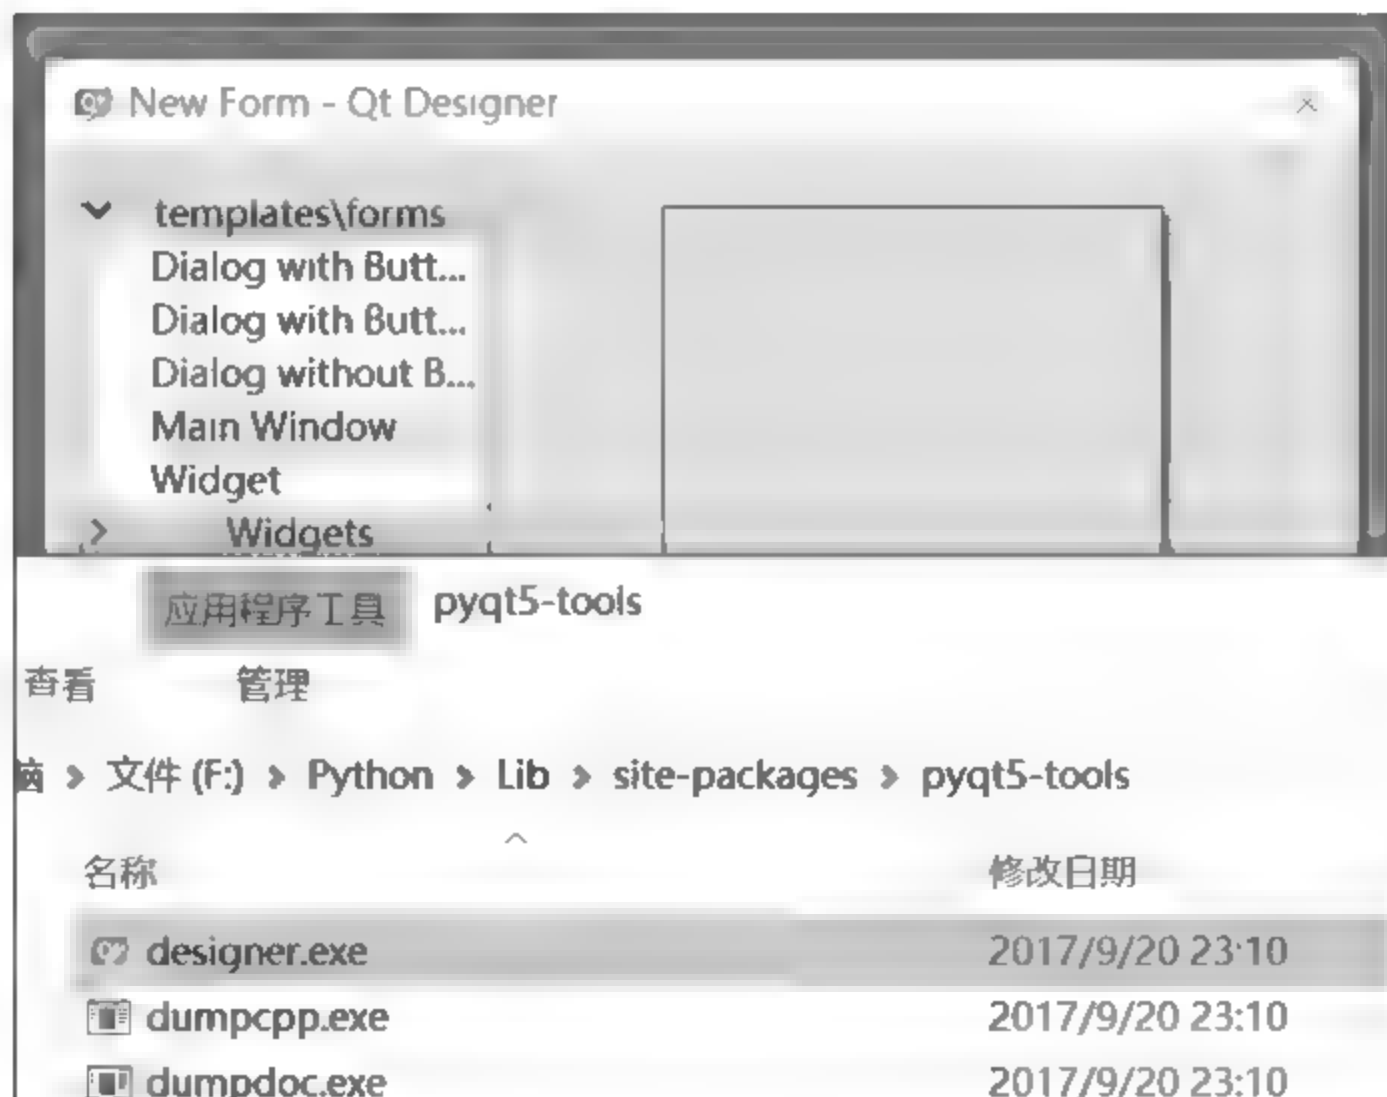 New Form - Qt Designer
templates\forms
Dialog with Butt...
Dialog with Butt...
Dialog without B...
Main Window
Widget
Widgets
应用程序工具 pyqt5-tools
查看 管理
脑 > 文件 (F:) > Python > Lib > site-packages > pyqt5-tools
名称 修改日期
designer.exe 2017/9/20 23:10
dumpcpp.exe 2017/9/20 23:10
dumpdoc.exe 2017/9/20 23:10